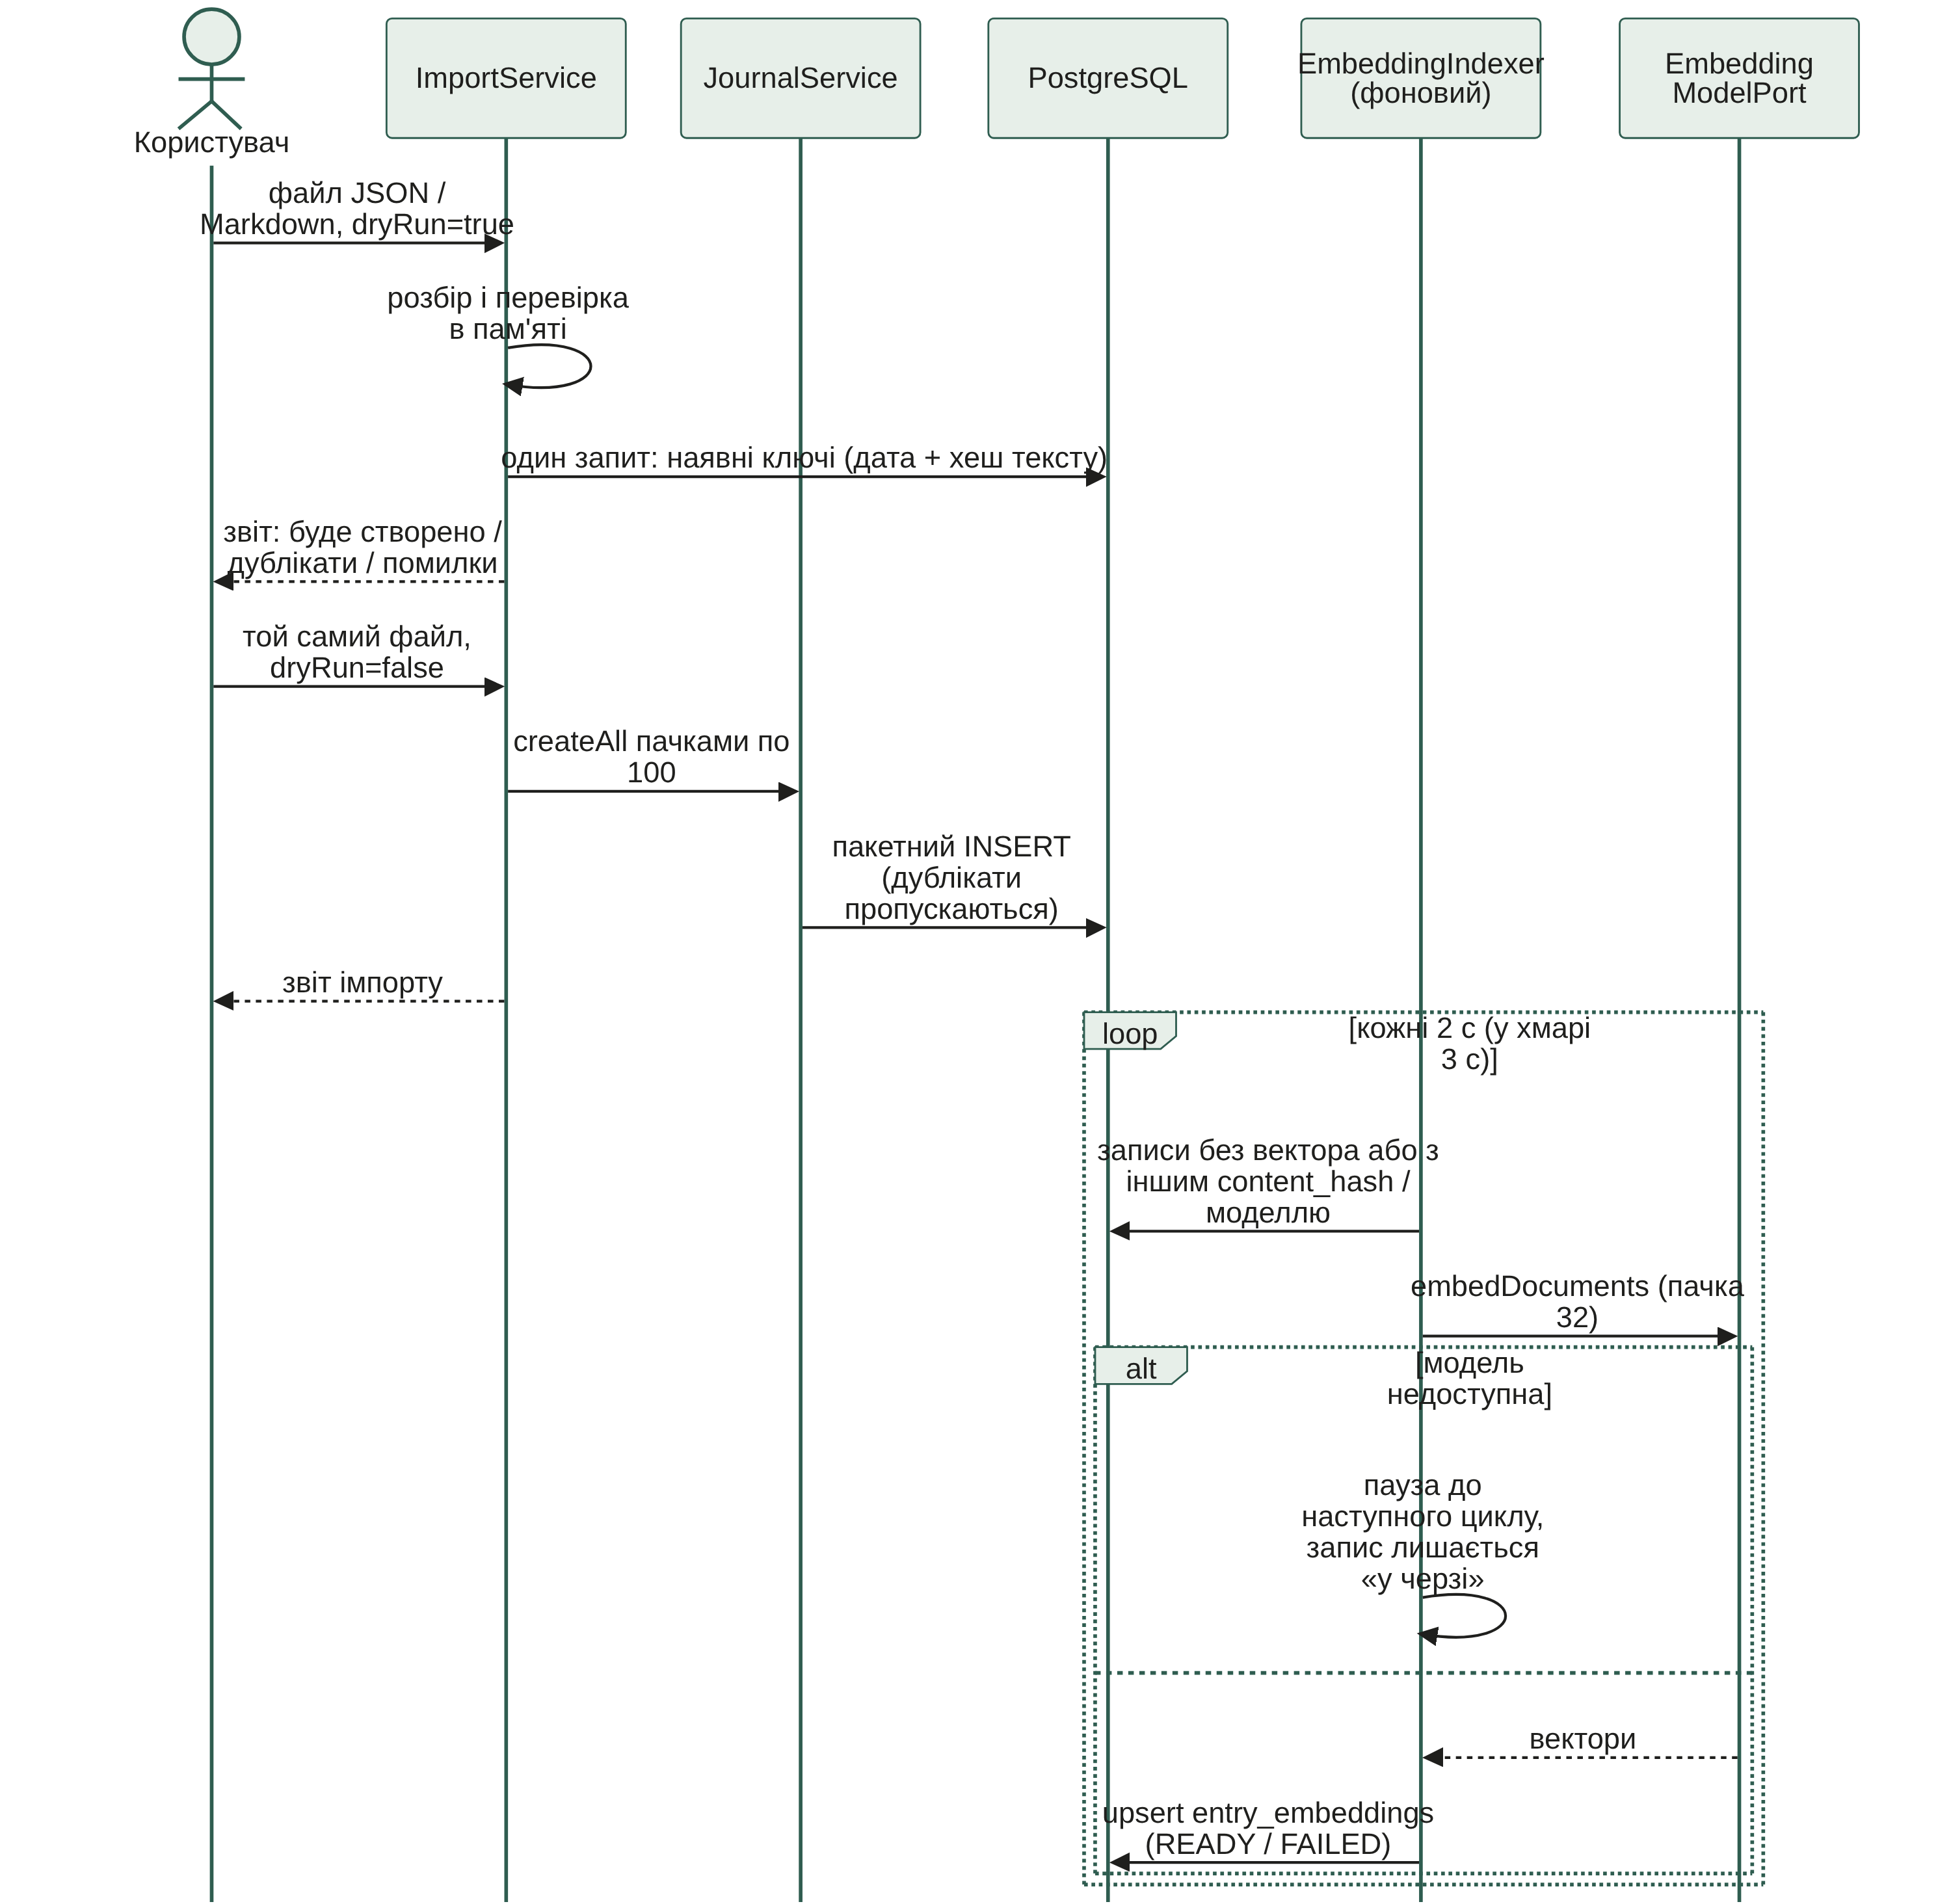 Користувач
ImportService
JournalService
PostgreSQL
EmbeddingIndexer
(фоновий)
Embedding
ModelPort
файл JSON /
Markdown, dryRun=true
розбір і перевірка
в пам'яті
один запит: наявні ключі (дата + хеш тексту)
звіт: буде створено /
дублікати / помилки
той самий файл,
dryRun=false
createAll пачками по
100
пакетний INSERT
(дублікати
пропускаються)
звіт імпорту
loop
[кожні 2 с (у хмарі
3 с)]
записи без вектора або з
іншим content_hash /
моделлю
embedDocuments (пачка
32)
alt
[модель
недоступна]
пауза до
наступного циклу,
запис лишається
«у черзі»
вектори
upsert entry_embeddings
(READY / FAILED)